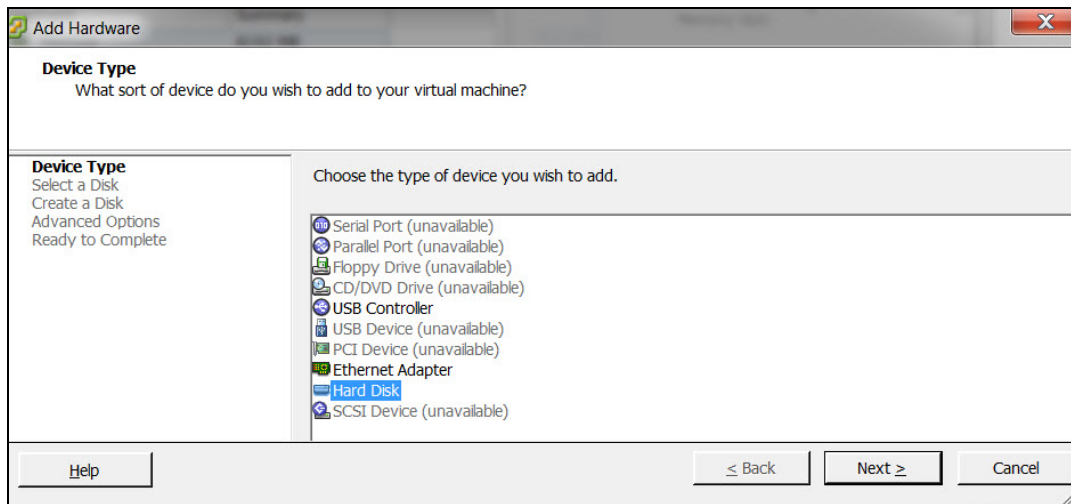 Add Hardware
Device Type
What sort of device do you wish to add to your virtual machine?
Device Type
Select a Disk
Create a Disk
Advanced Options
Ready to Complete
Choose the type of device you wish to add.
Serial Port (unavailable)
Parallel Port (unavailable)
Floppy Drive (unavailable)
CD/DVD Drive (unavailable)
USB Controller
USB Device (unavailable)
PCI Device (unavailable)
Ethernet Adapter
Hard Disk
SCSI Device (unavailable)
Help
< Back
Next >
Cancel